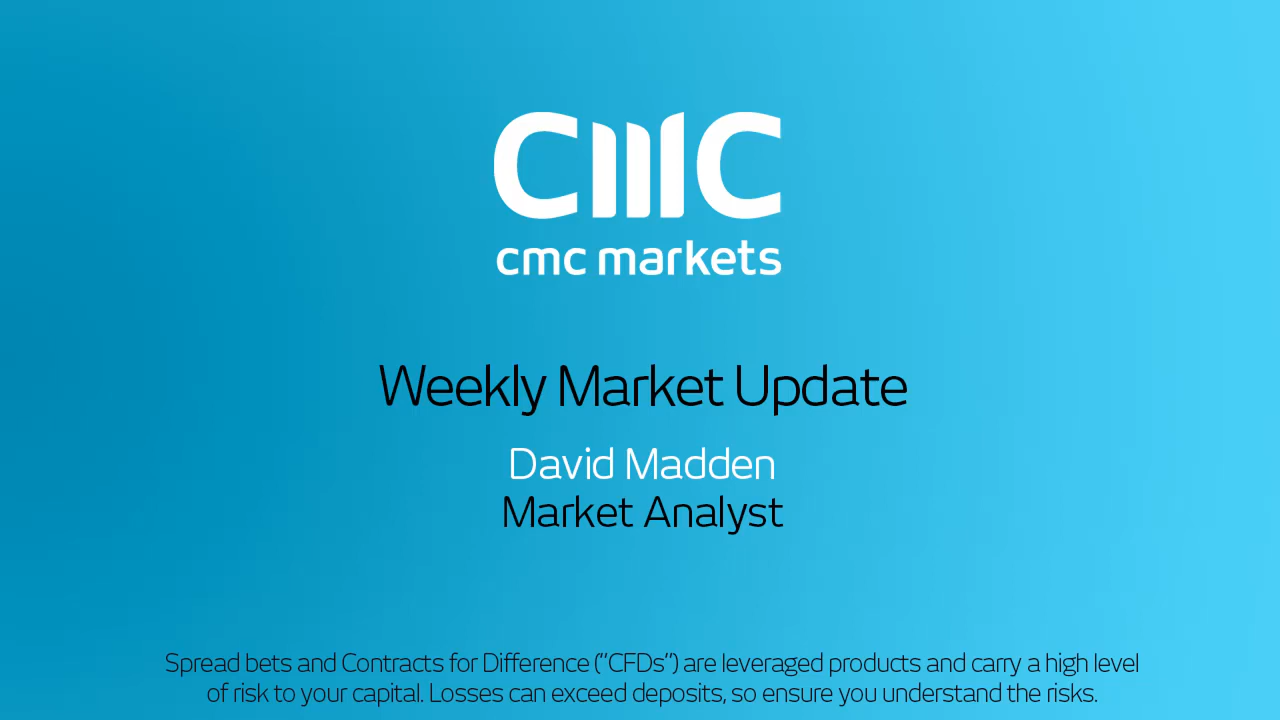 CMC
cmc markets
Weekly Market Update
David Madden
Market Analyst
Spread bets and Contracts for Difference (“CFDs”) are leveraged products and carry a high level
of risk to your capital. Losses can exceed deposits, so ensure you understand the risks.